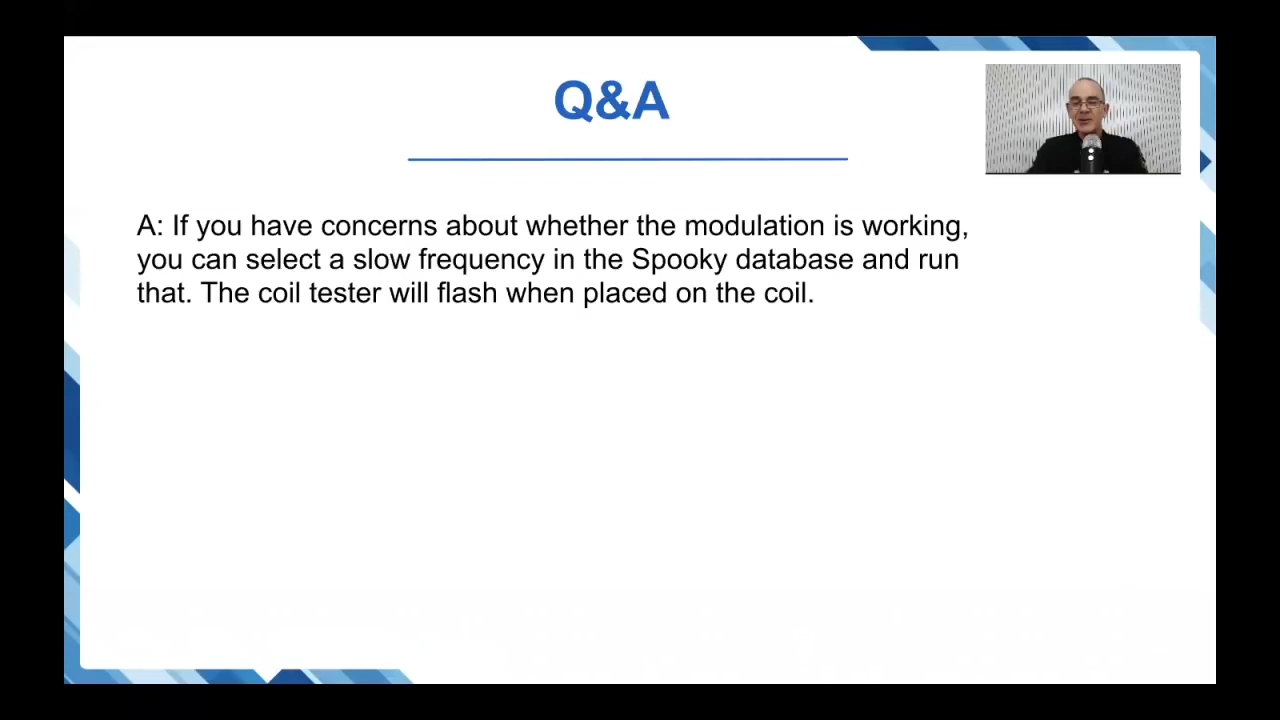 Q&A
A: If you have concerns about whether the modulation is working,
you can select a slow frequency in the Spooky database and run
that. The coil tester will flash when placed on the coil.